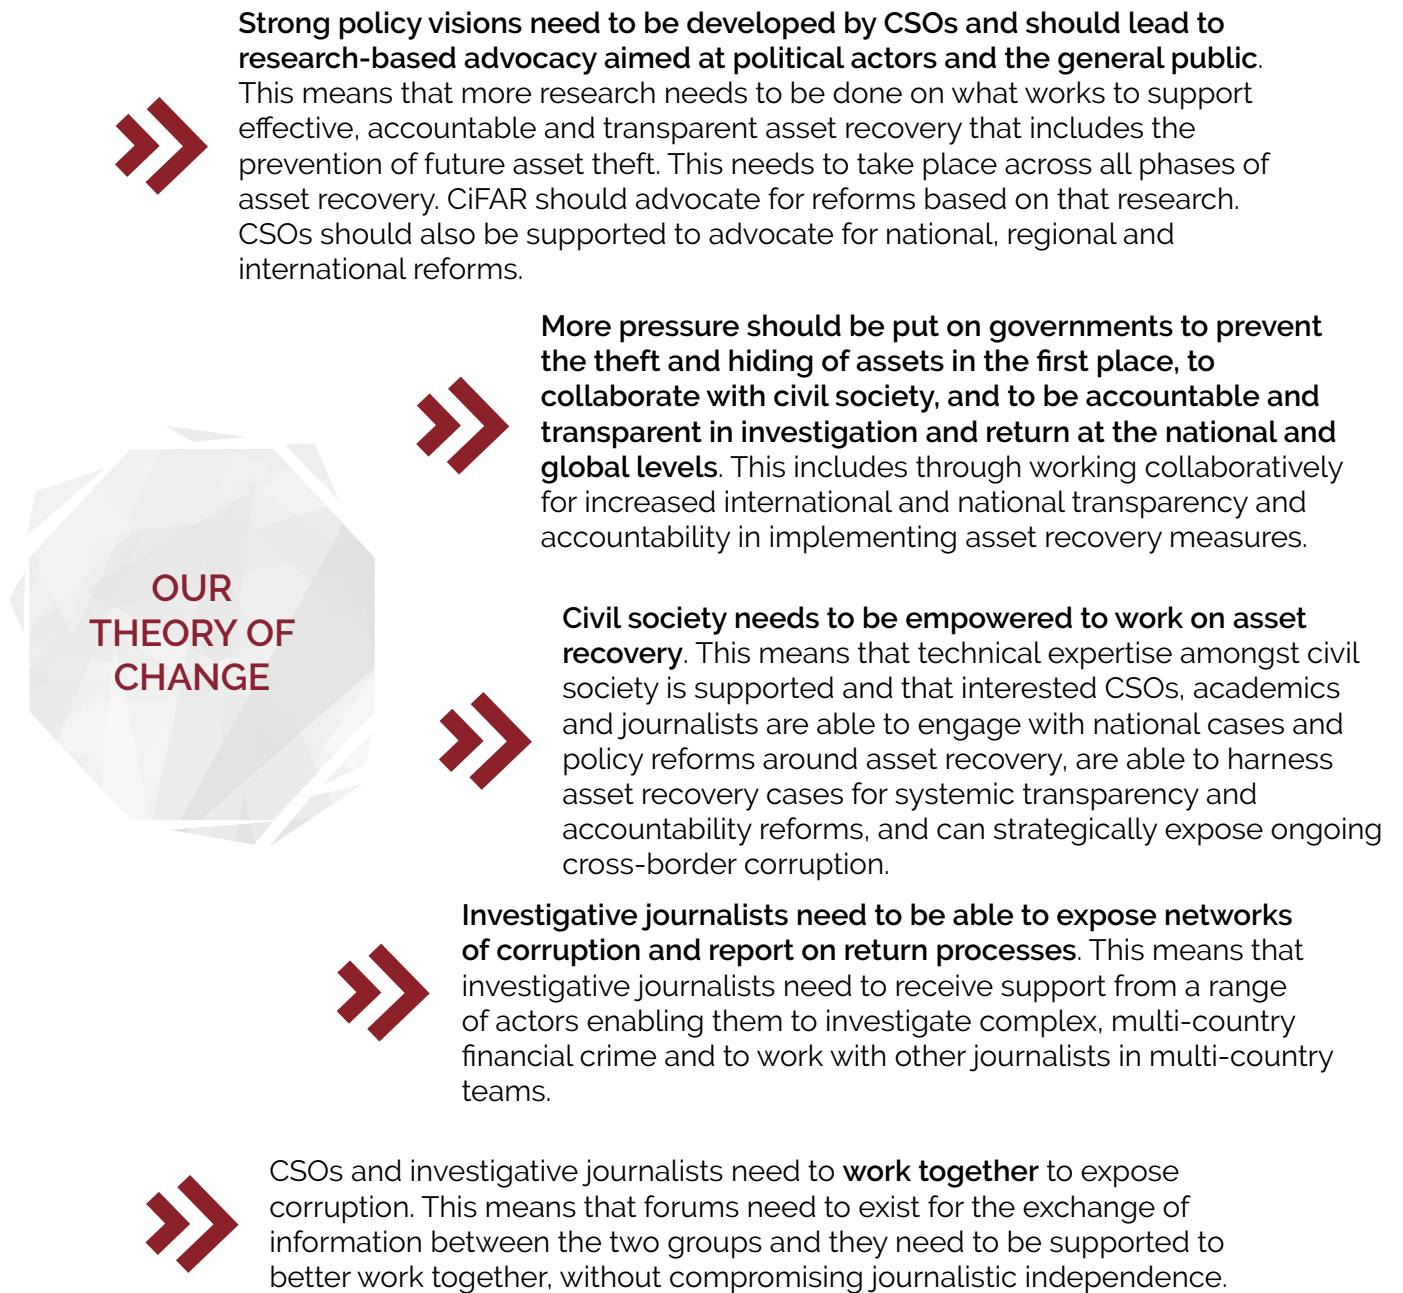 Strong policy visions need to be developed by CSOs and should lead to
research-based advocacy aimed at political actors and the general public.
This means that more research needs to be done on what works to support
effective, accountable and transparent asset recovery that includes the
prevention of future asset theft. This needs to take place across all phases of
asset recovery. CiFAR should advocate for reforms based on that research.
CSOs should also be supported to advocate for national, regional and
international reforms.
More pressure should be put on governments to prevent
the theft and hiding of assets in the first place, to
collaborate with civil society, and to be accountable and
transparent in investigation and return at the national and
global levels. This includes through working collaboratively
for increased international and national transparency and
accountability in implementing asset recovery measures.
OUR
THEORY OF
CHANGE
Civil society needs to be empowered to work on asset
recovery. This means that technical expertise amongst civil
society is supported and that interested CSOs, academics
and journalists are able to engage with national cases and
policy reforms around asset recovery, are able to harness
asset recovery cases for systemic transparency and
accountability reforms, and can strategically expose ongoing
cross-border corruption.
Investigative journalists need to be able to expose networks
of corruption and report on return processes. This means that
investigative journalists need to receive support from a range
of actors enabling them to investigate complex, multi-country
financial crime and to work with other journalists in multi-country
teams.
CSOs and investigative journalists need to work together to expose
corruption. This means that forums need to exist for the exchange of
information between the two groups and they need to be supported to
better work together, without compromising journalistic independence.